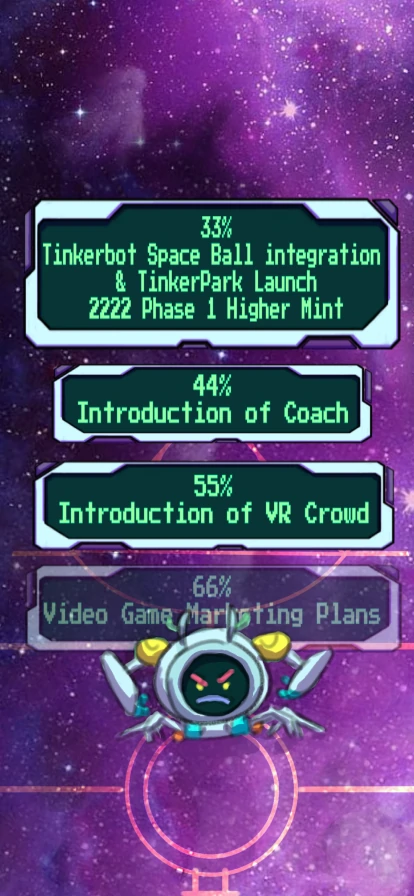 33%
Tinkerbot Space Ball integration
& TinkerPark Launch
2222 Phase 1 Higher Mint
44%
Introduction of Coach
55%
Introduction of VR Crowd
66%
Video Game Marketing Plans